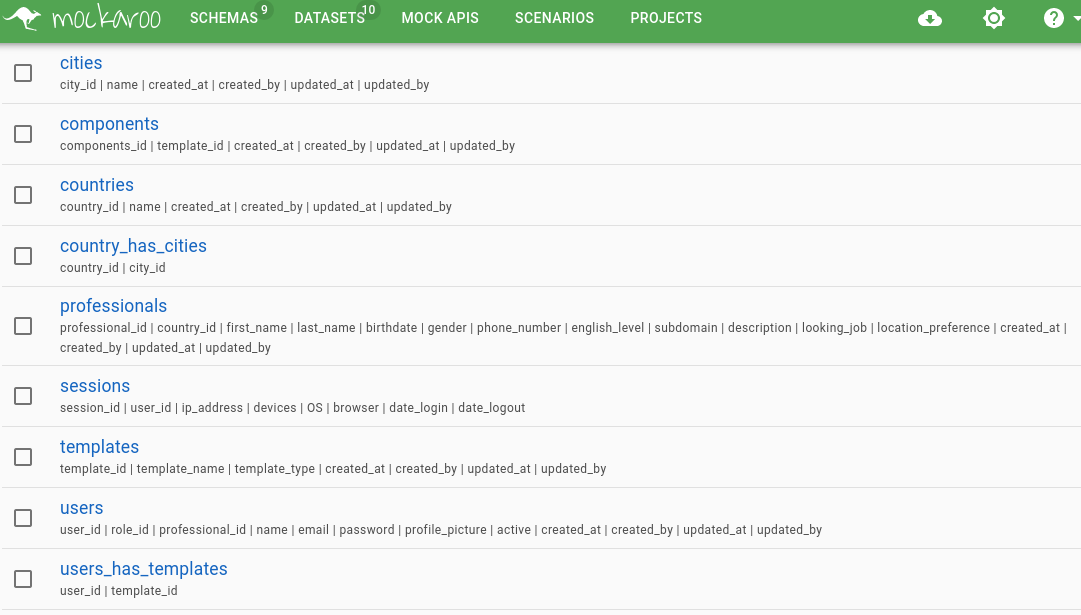 mockaroo SCHEMAS 9 DATASETS 10 MOCK APIS SCENARIOS PROJECTS ?
cities
city_id | name | created_at | created_by | updated_at | updated_by
components
components_id | template_id | created_at | created_by | updated_at | updated_by
countries
country_id | name | created_at | created_by | updated_at | updated_by
country_has_cities
country_id | city_id
professionals
professional_id | country_id | first_name | last_name | birthdate | gender | phone_number | english_level | subdomain | description | looking_job | location_preference | created_at |
created_by | updated_at | updated_by
sessions
session_id | user_id | ip_address | devices | OS | browser | date_login | date_logout
templates
template_id | template_name | template_type | created_at | created_by | updated_at | updated_by
users
user_id | role_id | professional_id | name | email | password | profile_picture | active | created_at | created_by | updated_at | updated_by
users_has_templates
user_id | template_id